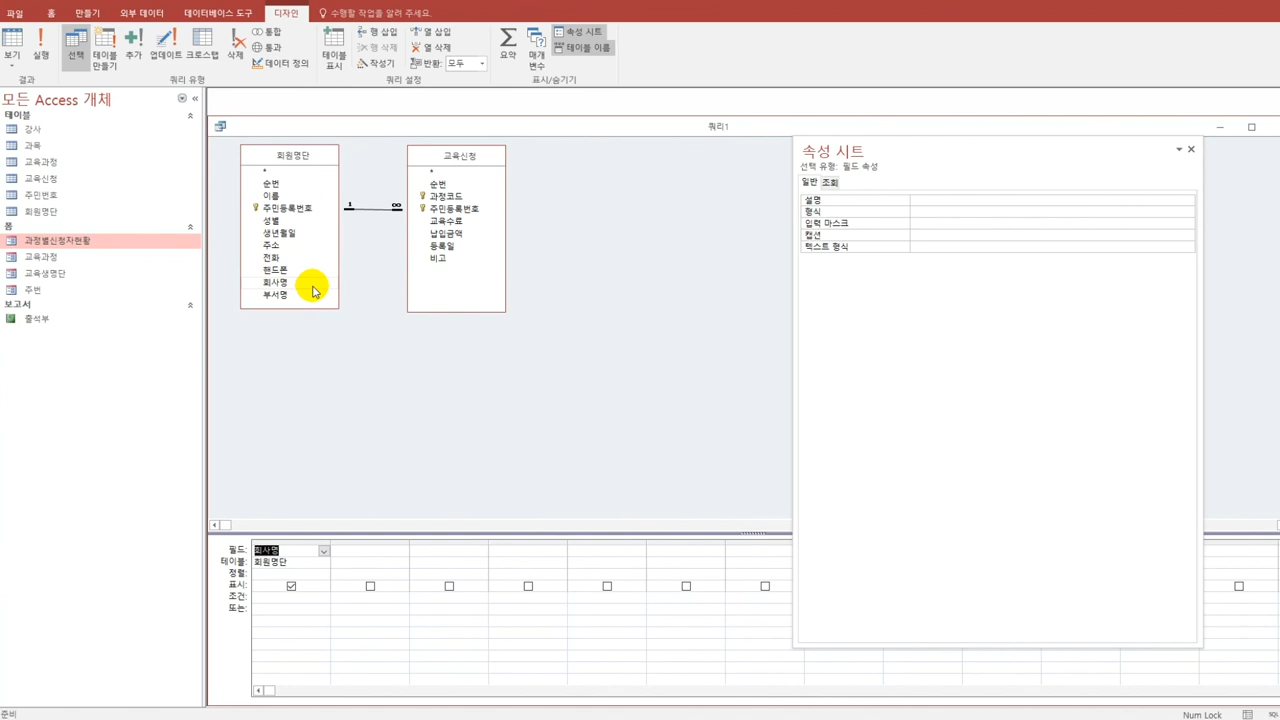 파일 홈 만들기 외부 데이터 데이터베이스 도구 디자인 수행할 작업을 알려 주세요.
보기 실행 선택 테이블 만들기 추가 업데이트 크로스탭 삭제 통합 통과 데이터 정의 테이블 표시 행 삽입 행 삭제 작성기 열 삽입 열 삭제 반환: 모두 요약 매개 변수 속성 시트 테이블 이름
결과 쿼리 유형 쿼리 설정 표시/숨기기
모든 Access 개체
테이블
강사
과목
교육과정
교육신청
주민번호
회원명단
폼
과정별신청자현황
교육과정
교육생명단
주번
보고서
출석부
쿼리1
회원명단
*
순번
이름
주민등록번호
성별
생년월일
주소
전화
핸드폰
회사명
부서명
1 ∞
교육신청
*
순번
과정코드
주민등록번호
교육수료
납입금액
등록일
비고
속성 시트
선택 유형: 필드 속성
일반 조회
설명
형식
입력 마스크
캡션
텍스트 형식
필드: 회사명
테이블: 회원명단
정렬:
표시:
조건:
또는:
준비 Num Lock